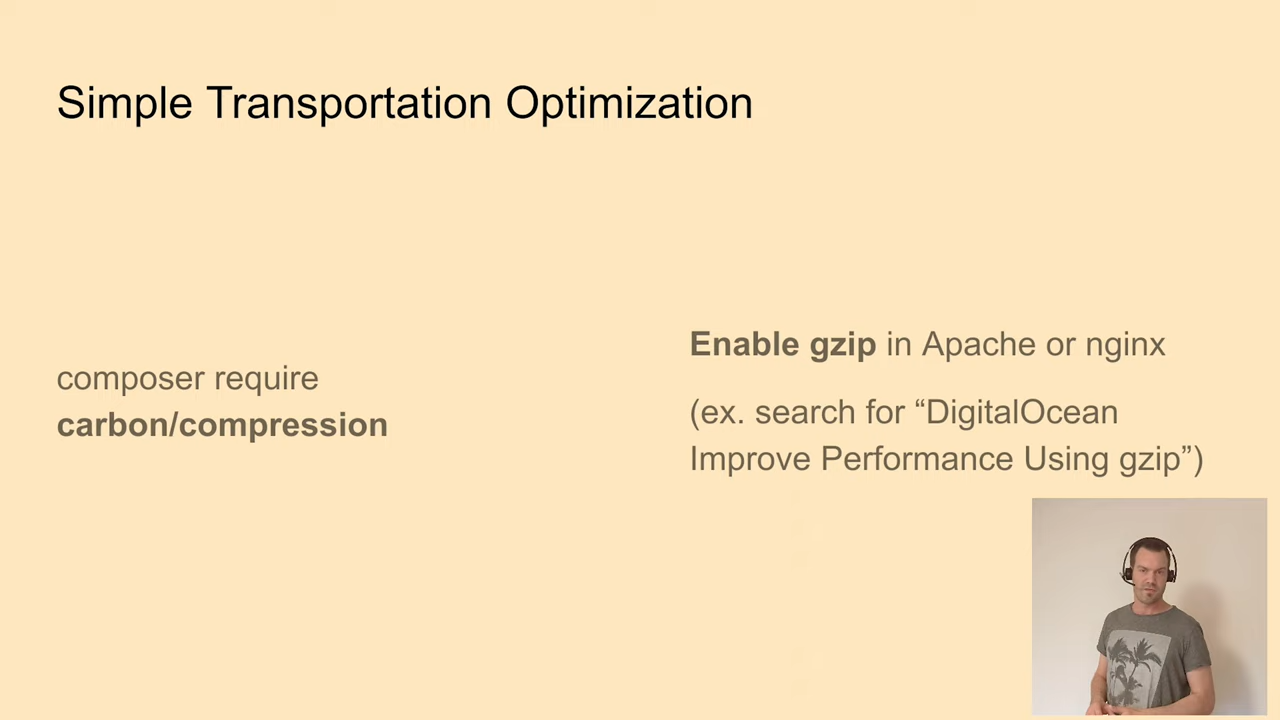 Simple Transportation Optimization
composer require
carbon/compression
Enable gzip in Apache or nginx
(ex. search for “DigitalOcean
Improve Performance Using gzip”)